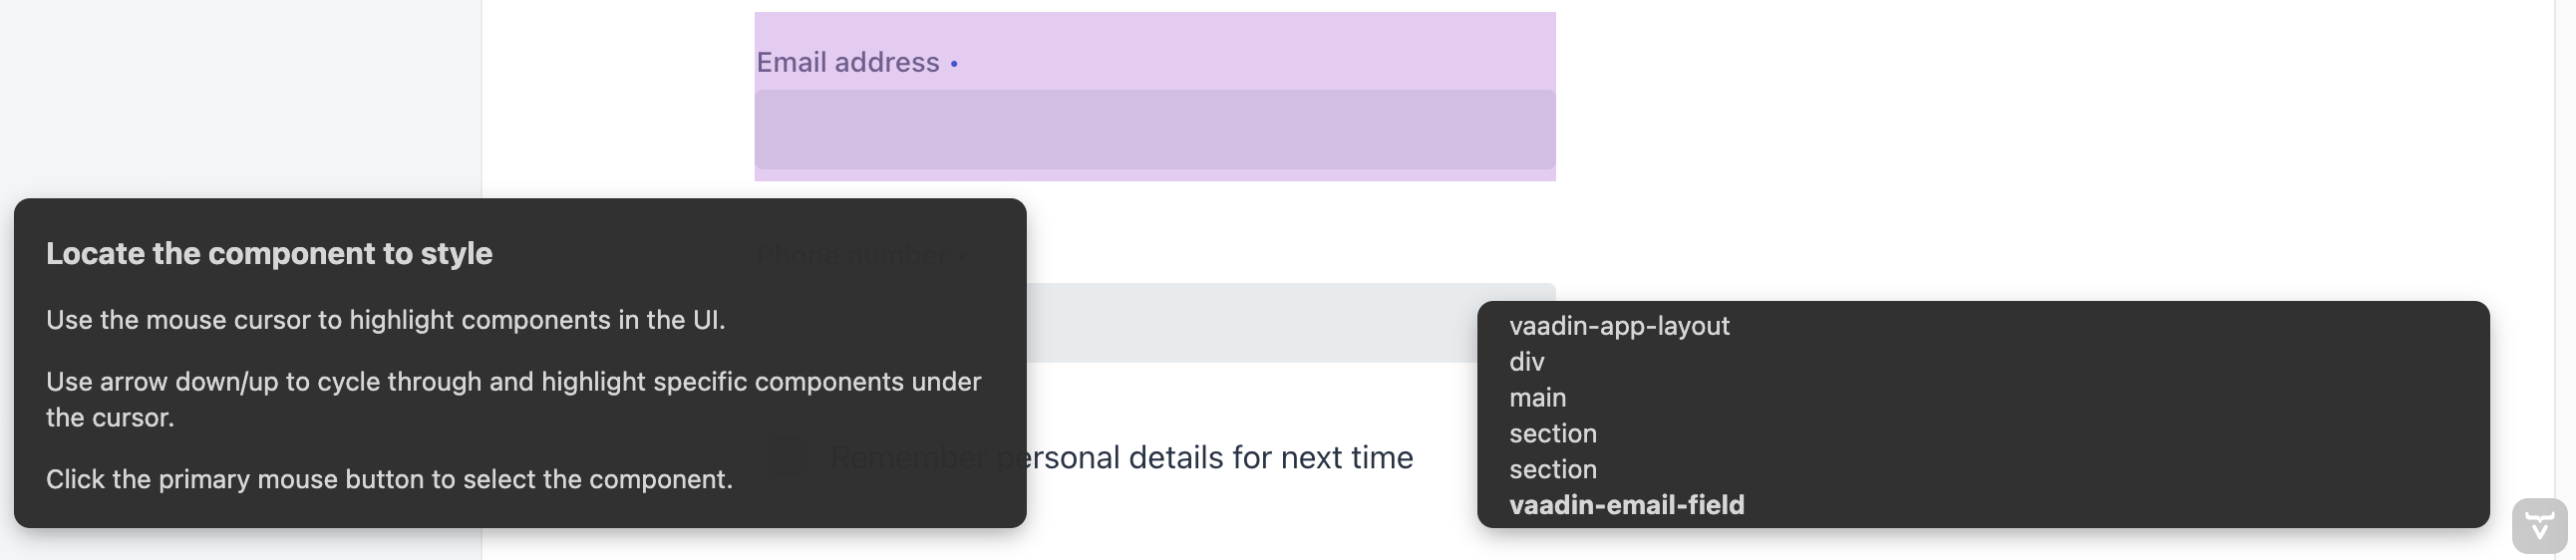 Email address •
Locate the component to style
Phone number •
Use the mouse cursor to highlight components in the UI.
Use arrow down/up to cycle through and highlight specific components under
the cursor.
Remember personal details for next time
Click the primary mouse button to select the component.
vaadin-app-layout
div
main
section
section
vaadin-email-field